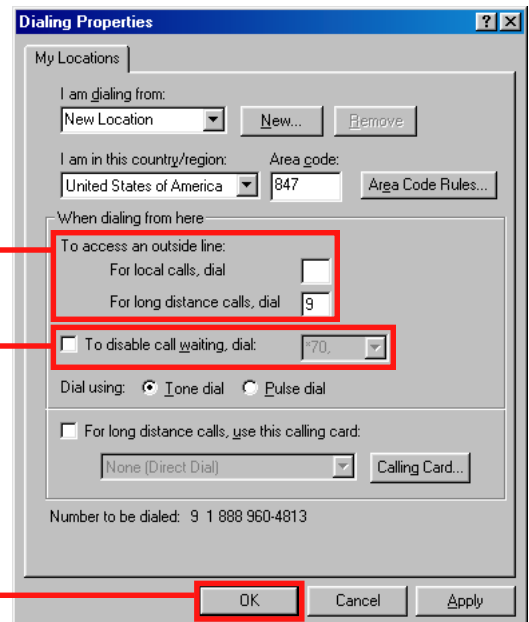 Dialing Properties
My Locations
I am dialing from:
New Location New... Remove
I am in this country/region: Area code:
United States of America 847 Area Code Rules...
When dialing from here
To access an outside line:
For local calls, dial
For long distance calls, dial 9
To disable call waiting, dial: *70,
Dial using: Tone dial Pulse dial
For long distance calls, use this calling card:
None (Direct Dial) Calling Card...
Number to be dialed: 9 1 888 960-4813
OK Cancel Apply